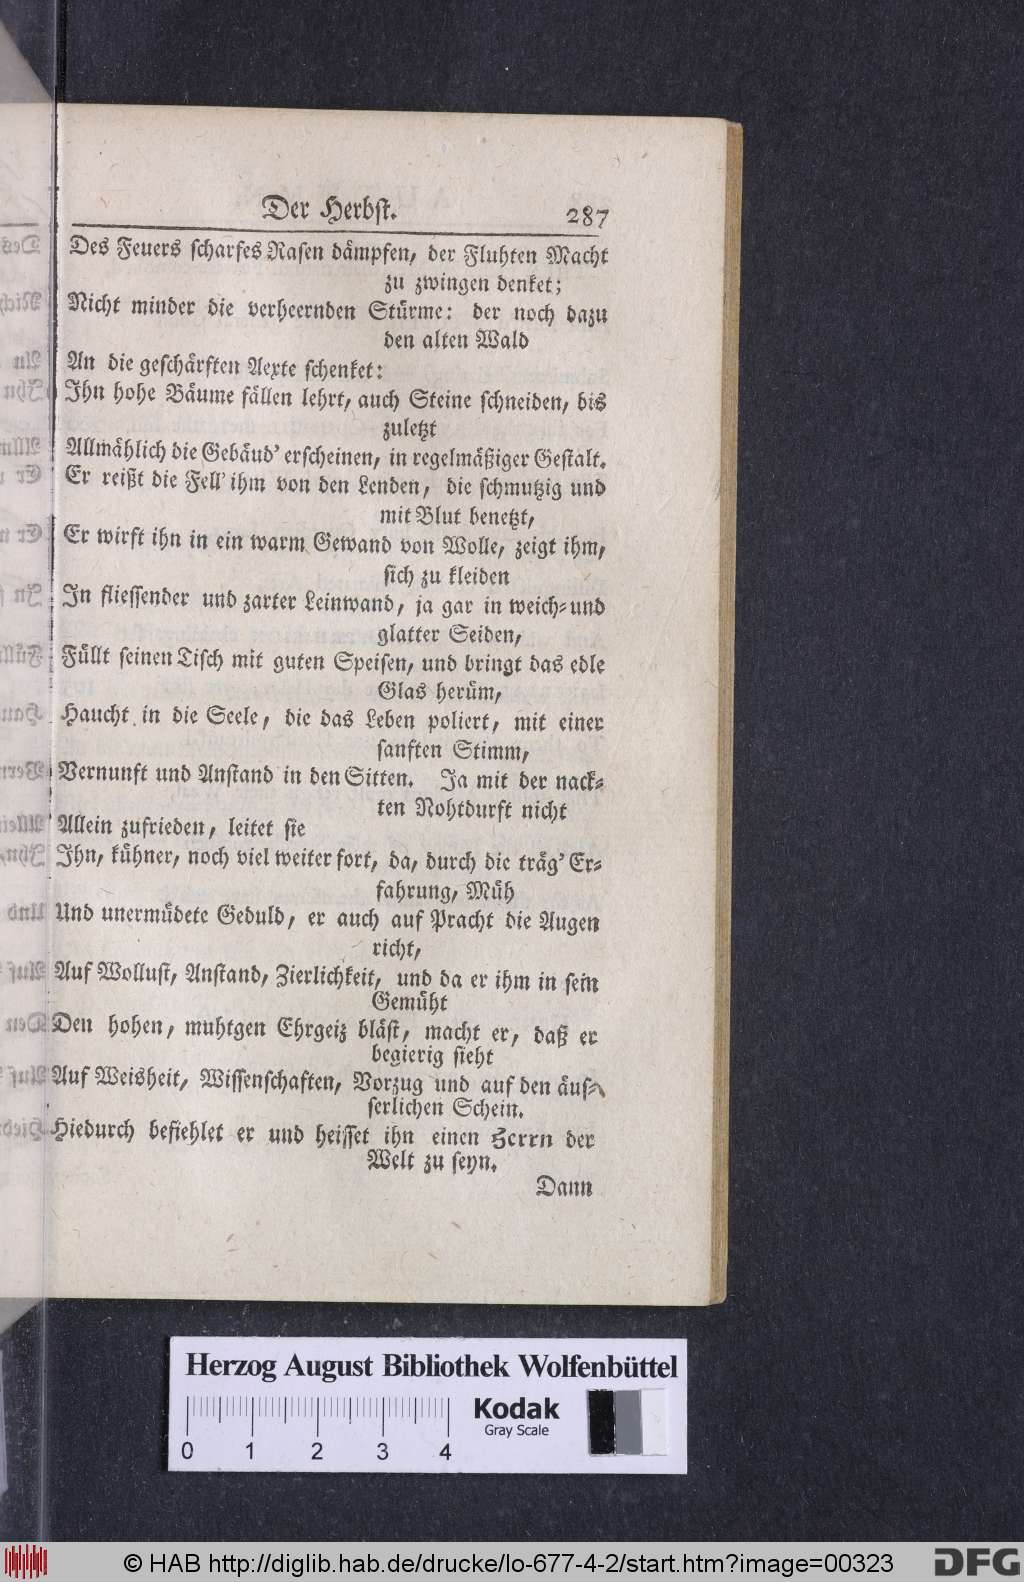 Der Herbst. 287
Des Feuers scharfes Rasen dämpfen, der Fluhten Macht
zu zwingen denket;
Nicht minder die verheernden Stürme: der noch dazu
den alten Wald
An die geschärften Aexte schenket:
Ihn hohe Bäume fällen lehrt, auch Steine schneiden, bis
zuletzt
Allmählich die Gebäud' erscheinen, in regelmäßiger Gestalt.
Er reißt die Fell' ihm von den Lenden, die schmutzig und
mit Blut benetzt,
Er wirft ihn in ein warm Gewand von Wolle, zeigt ihm,
sich zu kleiden
In fliessender und zarter Leinwand, ja gar in weich- und
glatter Seiden,
Füllt seinen Tisch mit guten Speisen, und bringt das edle
Glas herüm,
Haucht in die Seele, die das Leben poliert, mit einer
sanften Stimm,
Vernunft und Anstand in den Sitten. Ja mit der nack-
ten Nohtdurft nicht
Allein zufrieden, leitet sie
Ihn, kühner, noch viel weiter fort, da, durch die träg' Er-
fahrung, Müh
Und unermüdete Geduld, er auch auf Pracht die Augen
richt,
Auf Wollust, Anstand, Zierlichkeit, und da er ihm in sein
Gemüht
Den hohen, muhtgen Ehrgeiz bläst, macht er, daß er
begierig sieht
Auf Weisheit, Wissenschaften, Vorzug und auf den äus-
serlichen Schein.
Hiedurch befiehlet er und heisset ihn einen Herrn der
Welt zu seyn.
Dann
Herzog August Bibliothek Wolfenbüttel
Kodak
Gray Scale
0 1 2 3 4
© HAB http://diglib.hab.de/drucke/lo-677-4-2/start.htm?image=00323
DFG